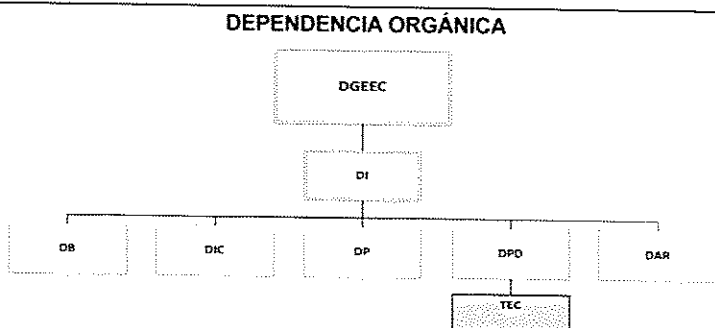 DEPENDENCIA ORGÁNICA
DGEEC
DI
DB DIC DP DPD DAR
TEC